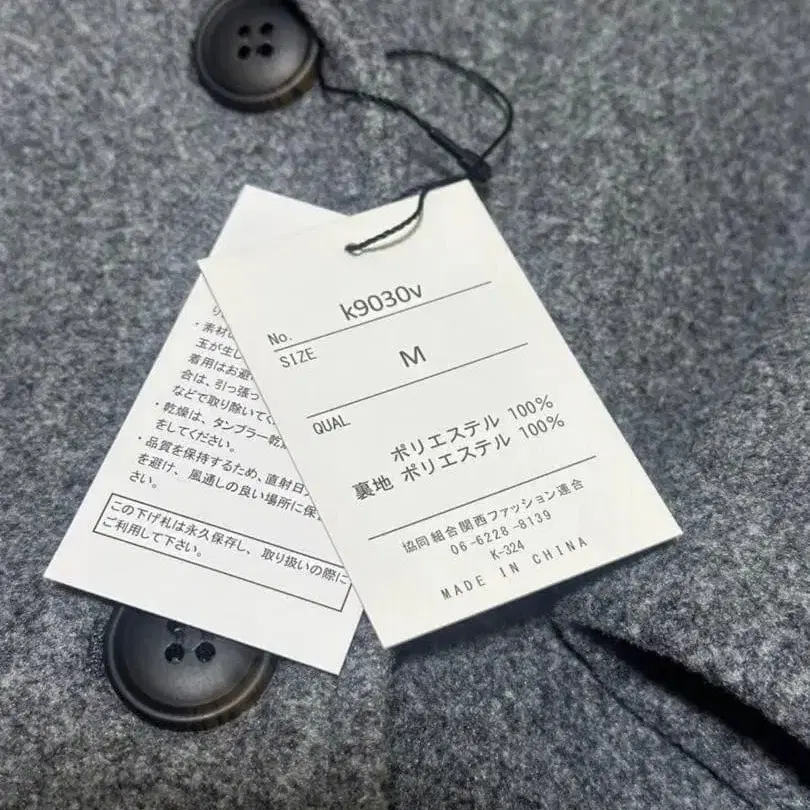 No. k9030v
SIZE M
QUAL
ポリエステル 100%
裏地 ポリエステル 100%
協同組合関西ファッション連合
06-6228-8139
K-324
MADE IN CHINA
・素材の
玉が生し
着用はお避
合は、引っ張っ
などで取り除いてく
・乾燥は、タンブラー乾
をしてください。
・品質を保持するため、直射日
を避け、風通しの良い場所に保
さい。
この下げ札は永久保存し、取り扱いの際に
ご利用して下さい。